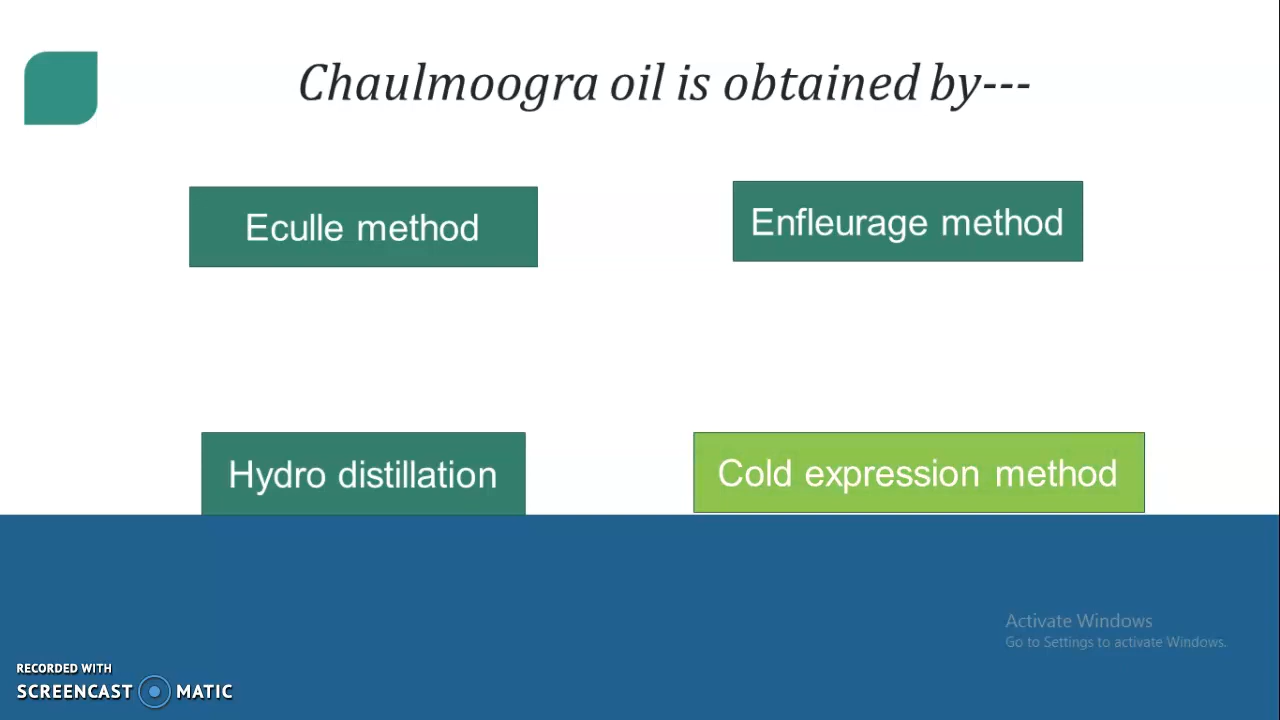 Chaulmoogra oil is obtained by---
Eculle method
Enfleurage method
Hydro distillation
Cold expression method
Activate Windows
Go to Settings to activate Windows.
RECORDED WITH
SCREENCAST MATIC